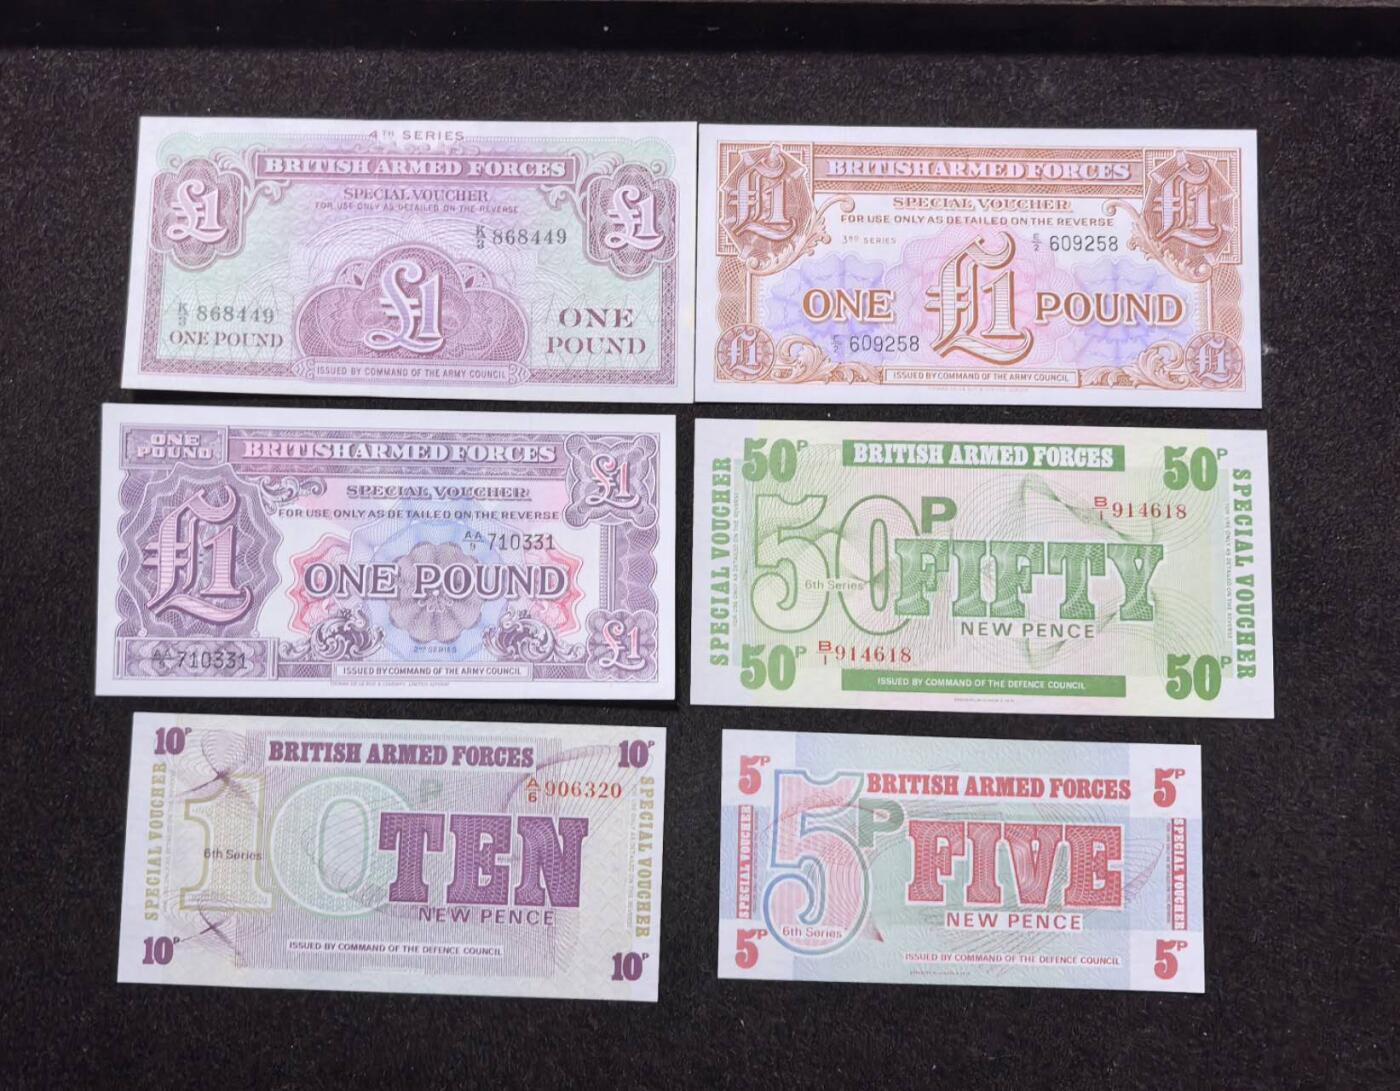 4TH SERIES
BRITISH ARMED FORCES
£1
£1
SPECIAL VOUCHER
FOR USE ONLY AS DETAILED ON THE REVERSE
K/3 868449
£1
K/3 868449
ONE POUND
ONE
POUND
ISSUED BY COMMAND OF THE ARMY COUNCIL
BRITISH ARMED FORCES
£1
£1
SPECIAL VOUCHER
FOR USE ONLY AS DETAILED ON THE REVERSE
3RD SERIES
609258
ONE £1 POUND
609258
£1
£1
ISSUED BY COMMAND OF THE ARMY COUNCIL
ONE
POUND
BRITISH ARMED FORCES
£1
SPECIAL VOUCHER
FOR USE ONLY AS DETAILED ON THE REVERSE
AA/9 710331
£1
ONE POUND
£1
2ND SERIES
AA/9 710331
ISSUED BY COMMAND OF THE ARMY COUNCIL
50P
BRITISH ARMED FORCES
50P
SPECIAL VOUCHER
SPECIAL VOUCHER
B/1 914618
50P
FIFTY
6th Series
NEW PENCE
B/1 914618
50P
50P
ISSUED BY COMMAND OF THE DEFENCE COUNCIL
10P
BRITISH ARMED FORCES
10P
SPECIAL VOUCHER
SPECIAL VOUCHER
A/6 906320
10P
TEN
6th Series
NEW PENCE
ISSUED BY COMMAND OF THE DEFENCE COUNCIL
10P
10P
5P
BRITISH ARMED FORCES
5P
SPECIAL VOUCHER
SPECIAL VOUCHER
5P
FIVE
NEW PENCE
6th Series
5P
5P
ISSUED BY COMMAND OF THE DEFENCE COUNCIL